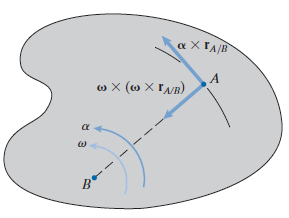 α × r_{A/B}
A
ω × (ω × r_{A/B})
α
ω
B